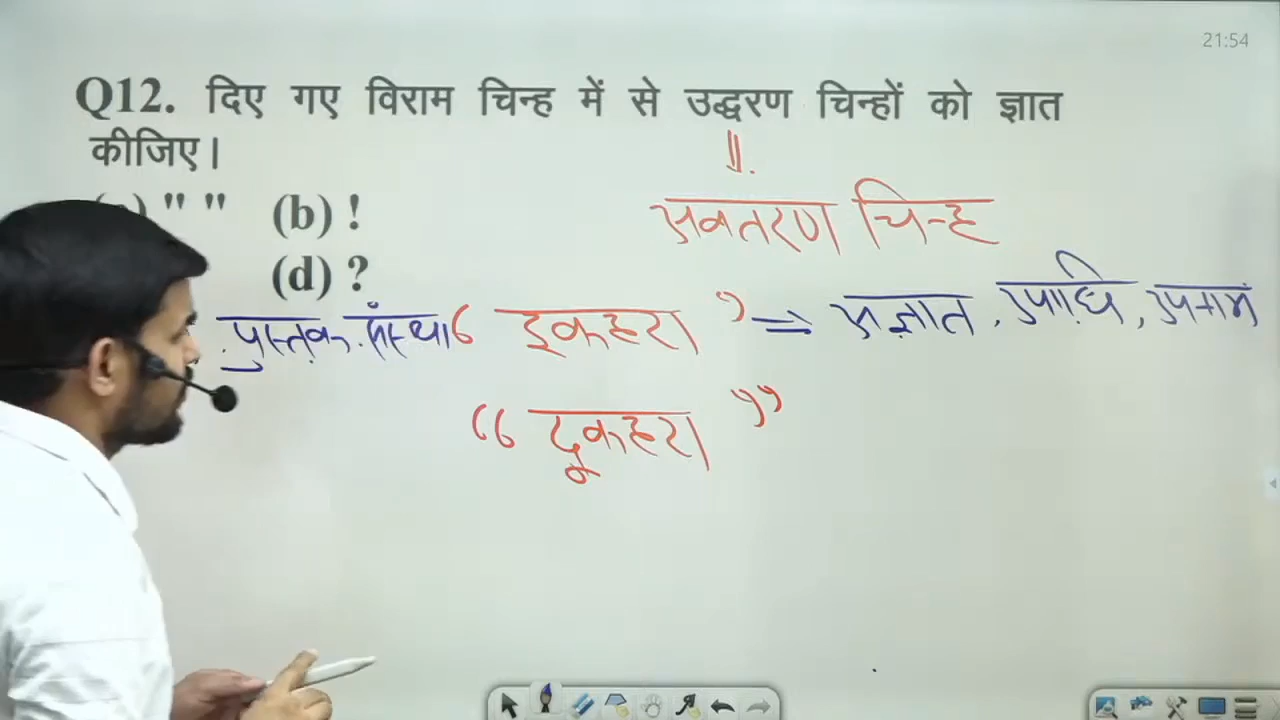 21:54
Q12. दिए गए विराम चिन्ह में से उद्धरण चिन्हों को ज्ञात
कीजिए।
" " (b) !
(d) ?
अवतरण चिन्ह
पुस्तक. संस्था ‘ इकहरा ’ ⇒ अज्ञात, उपाधि, उपनाम
“ दूकहरा ”